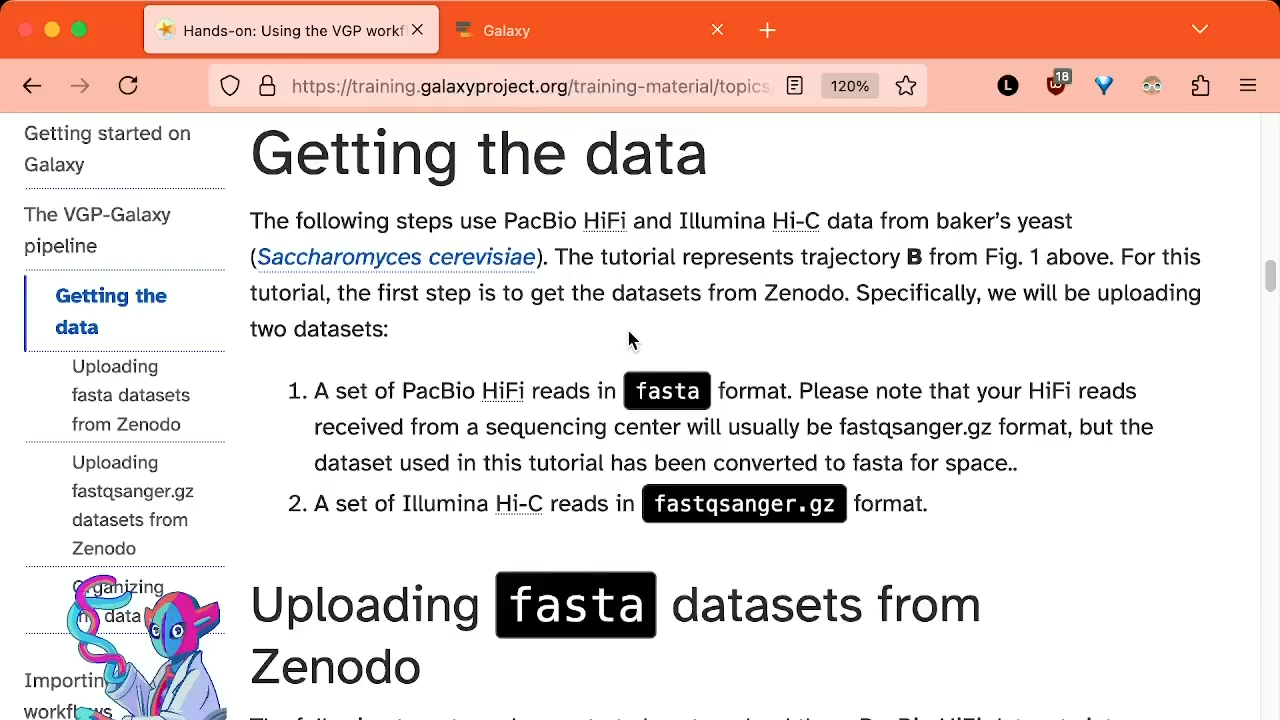 Hands-on: Using the VGP workf
Galaxy
https://training.galaxyproject.org/training-material/topics/
120%
18
Getting started on
Galaxy
The VGP-Galaxy
pipeline
Getting the
data
Uploading
fasta datasets
from Zenodo
Uploading
fastqsanger.gz
datasets from
Zenodo
Organizing
data
Importin
workflows
Getting the data
The following steps use PacBio HiFi and Illumina Hi-C data from baker's yeast
(Saccharomyces cerevisiae). The tutorial represents trajectory B from Fig. 1 above. For this
tutorial, the first step is to get the datasets from Zenodo. Specifically, we will be uploading
two datasets:
1. A set of PacBio HiFi reads in fasta format. Please note that your HiFi reads
received from a sequencing center will usually be fastqsanger.gz format, but the
dataset used in this tutorial has been converted to fasta for space..
2. A set of Illumina Hi-C reads in fastqsanger.gz format.
Uploading fasta datasets from
Zenodo